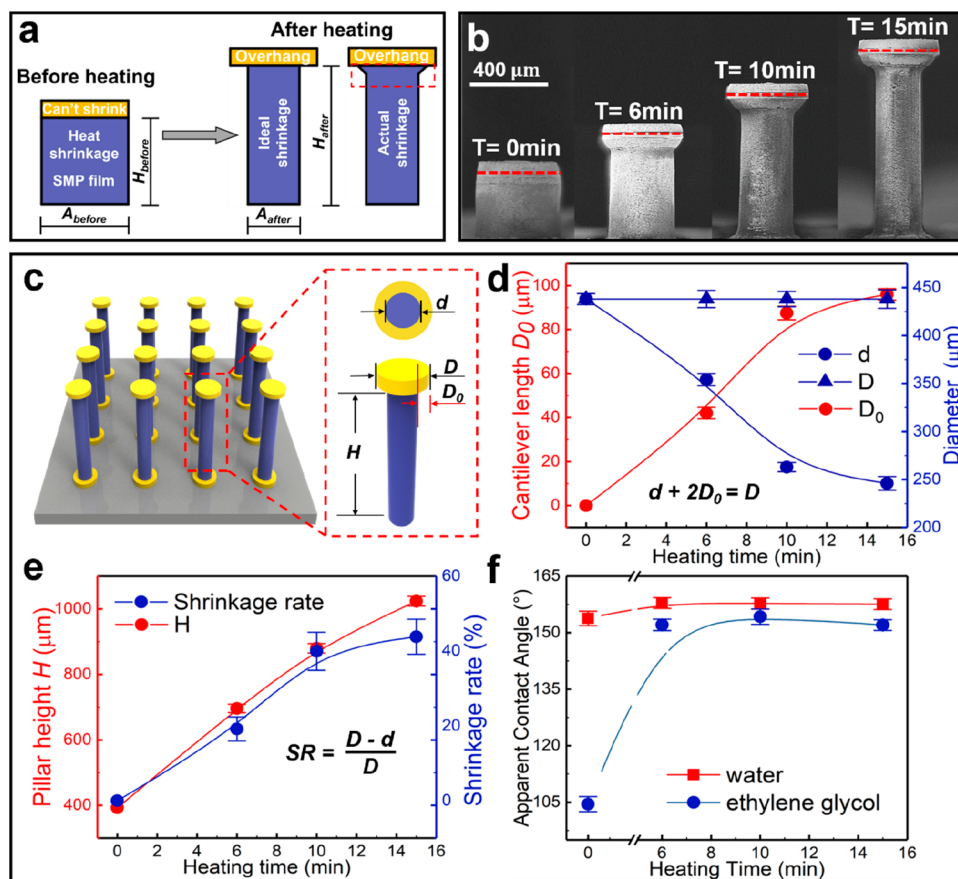 a
Before heating
Can't shrink
Heat
shrinkage
SMP film
H_before
A_before
After heating
Overhang
Ideal
shrinkage
A_after
H_after
Overhang
Actual
shrinkage
b
400 μm
T= 0min
T= 6min
T= 10min
T= 15min
c
d
D
D₀
H
d
Cantilever length D₀ (μm)
100
80
60
40
20
0
0 2 4 6 8 10 12 14 16
Heating time (min)
450
400
350
300
250
200
Diameter (μm)
d
D
D₀
d + 2D₀ = D
e
Pillar height H (μm)
1000
800
600
400
0 2 4 6 8 10 12 14 16
Heating time (min)
60
40
20
0
Shrinkage rate (%)
Shrinkage rate
H
SR = D - d
D
f
Apparent Contact Angle (°)
165
150
135
120
105
0 6 8 10 12 14 16
Heating Time (min)
water
ethylene glycol